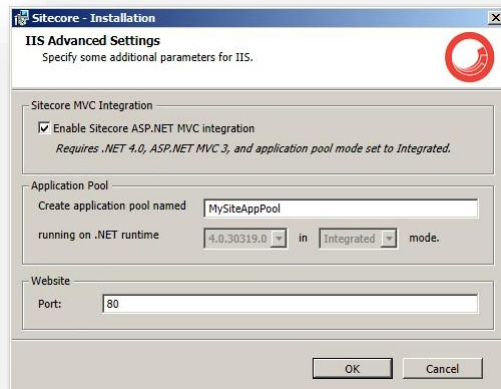 Sitecore - Installation
IIS Advanced Settings
Specify some additional parameters for IIS.
Sitecore MVC Integration
Enable Sitecore ASP.NET MVC integration
Requires .NET 4.0, ASP.NET MVC 3, and application pool mode set to Integrated.
Application Pool
Create application pool named MySiteAppPool
running on .NET runtime 4.0.30319.0 in Integrated mode.
Website
Port: 80
OK Cancel